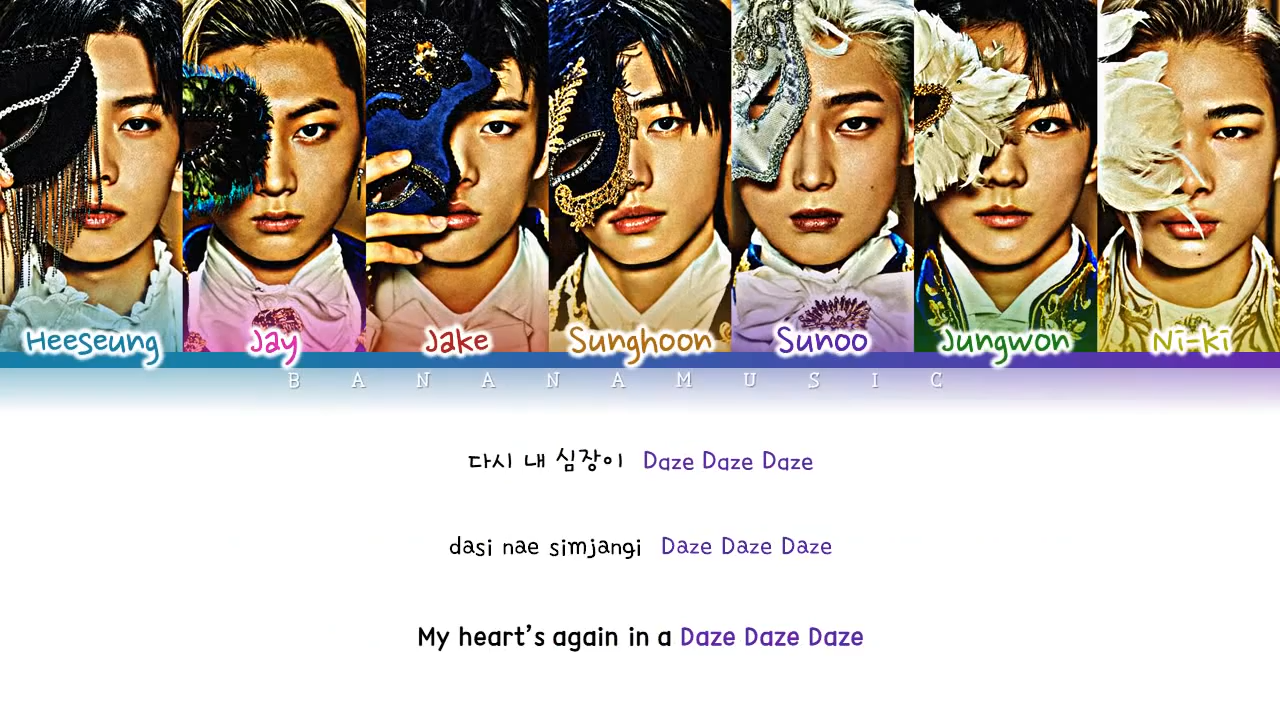 Heeseung Jay Jake Sunghoon Sunoo Jungwon Ni-ki
BANANAMUSIC
다시 내 심장이 Daze Daze Daze
dasi nae simjangi Daze Daze Daze
My heart's again in a Daze Daze Daze